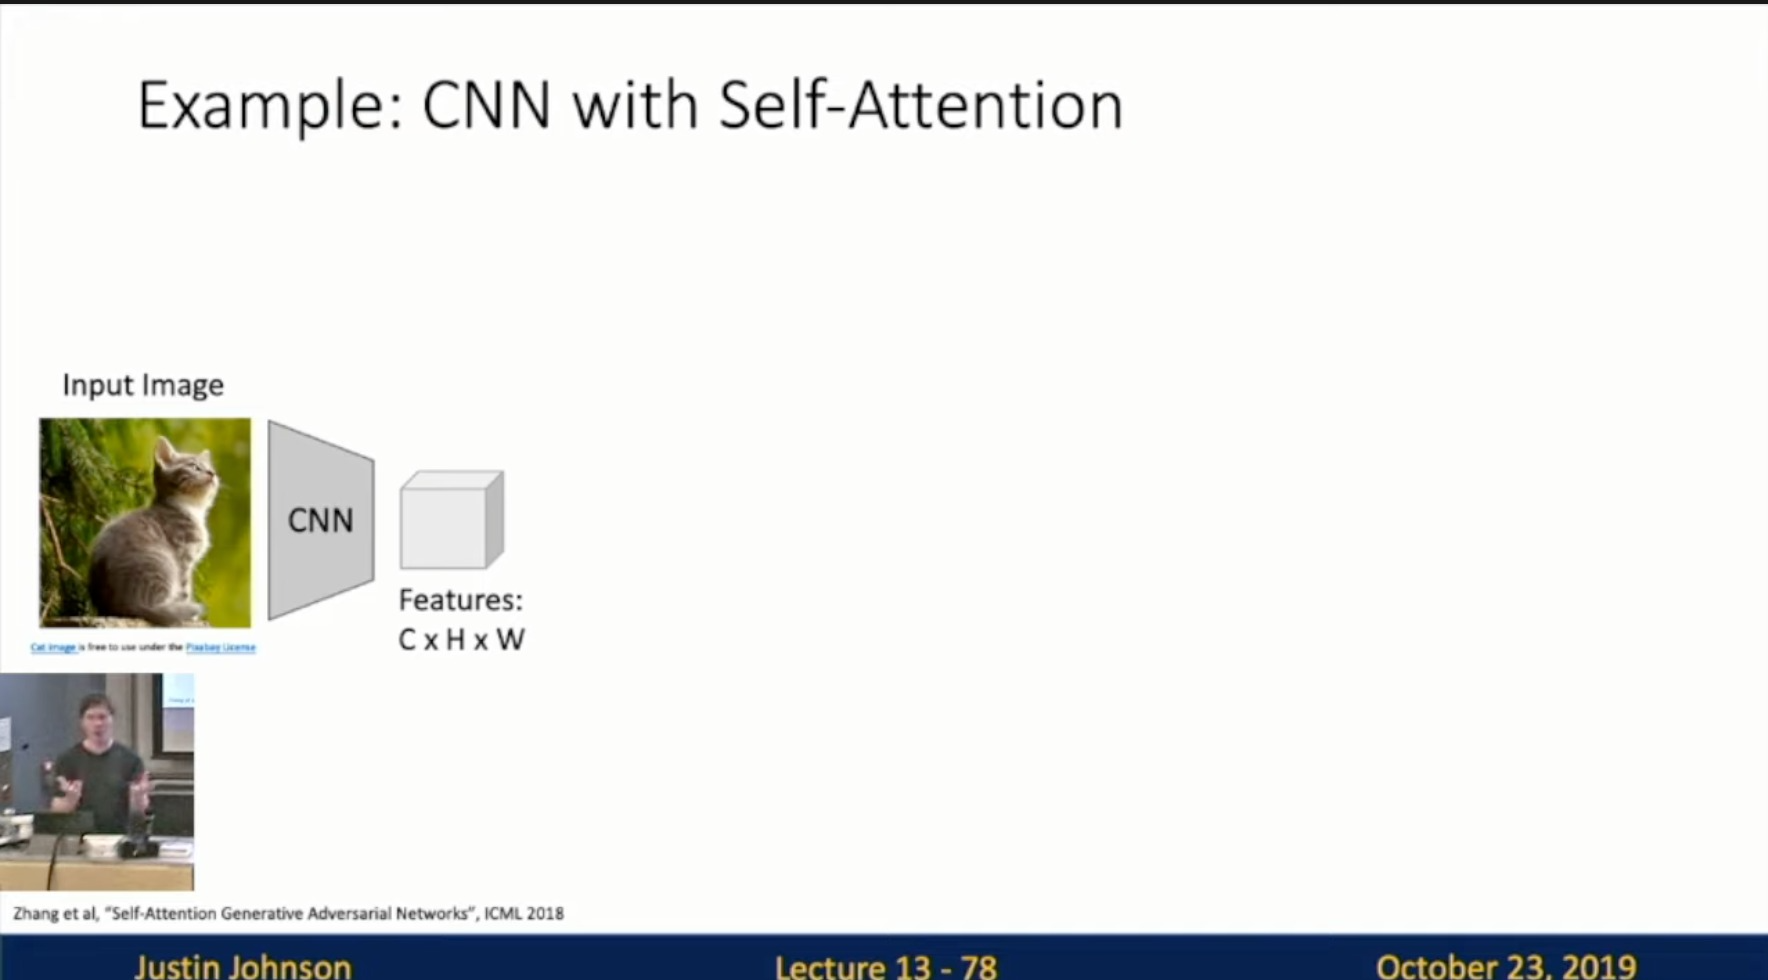 Example: CNN with Self-Attention
Input Image
CNN
Features:
C x H x W
Cat image is free to use under the Pixabay License
Zhang et al, “Self-Attention Generative Adversarial Networks”, ICML 2018
Justin Johnson
Lecture 13 - 78
October 23, 2019